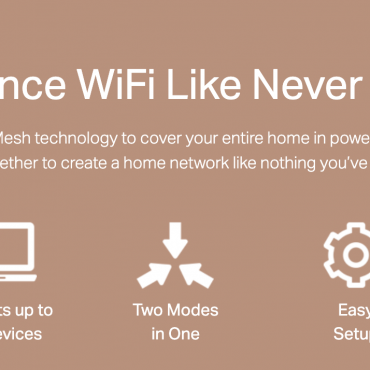 nce WiFi Like Never
Mesh technology to cover your entire home in powe
ether to create a home network like nothing you've
ts up to
evices
Two Modes
in One
Easy
Setup